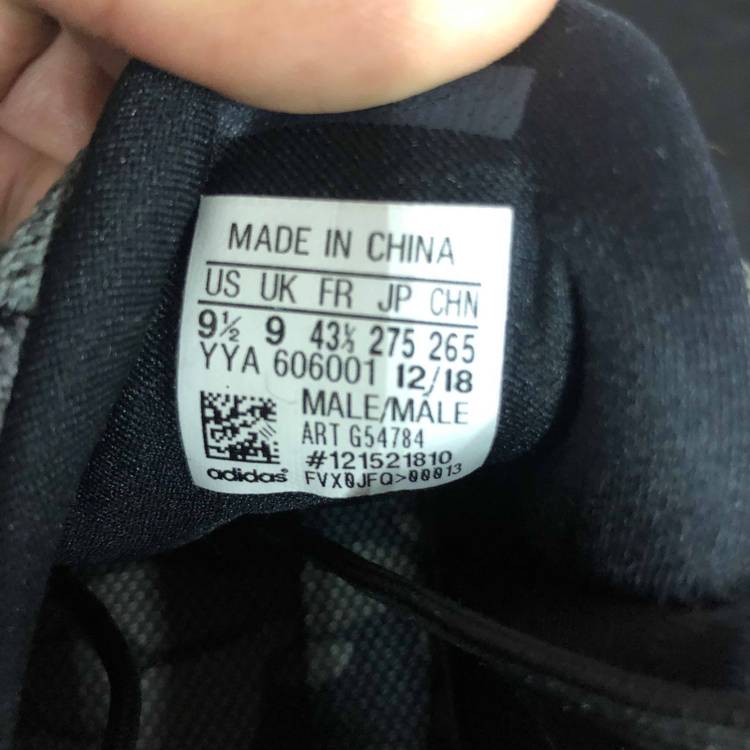 MADE IN CHINA
US UK FR JP CHN
9½ 9 43⅓ 275 265
YYA 606001 12/18
MALE/MÂLE
ART G54784
#121521810
adidas FVX0JFQ>00013